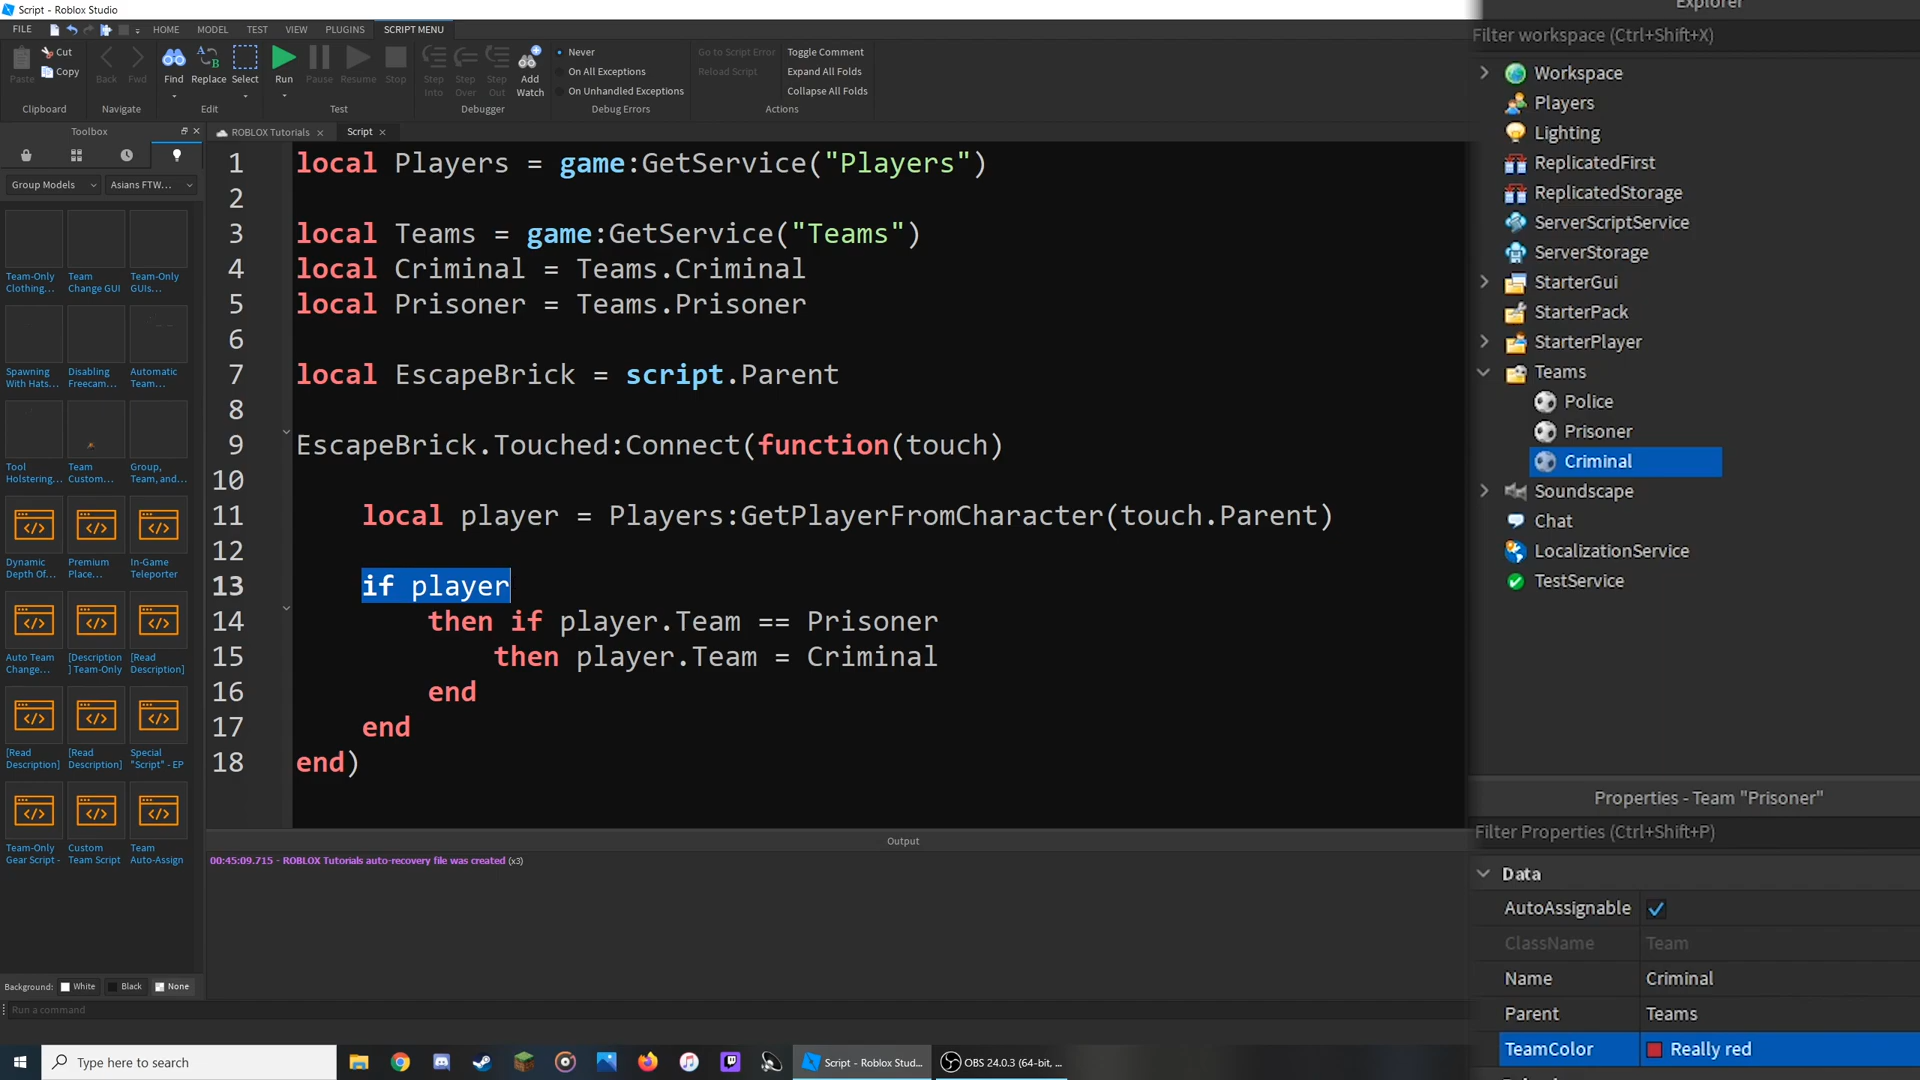 Script - Roblox Studio
FILE
HOME
MODEL
TEST
VIEW
PLUGINS
SCRIPT MENU
Paste
Cut
Copy
Back
Fwd
Find
Replace
Select
Run
Pause
Resume
Stop
Step Into
Step Over
Step Out
Add Watch
Never
On All Exceptions
On Unhandled Exceptions
Go to Script Error
Reload Script
Toggle Comment
Expand All Folds
Collapse All Folds
Clipboard
Navigate
Edit
Test
Debugger
Debug Errors
Actions
Toolbox
Group Models
Asians FTW...
Team-Only Clothing...
Team Change GUI
Team-Only GUIs...
Spawning With Hats...
Disabling Freecam...
Automatic Team...
Tool Holstering...
Team Custom...
Group, Team, and...
Dynamic Depth Of...
Premium Place...
In-Game Teleporter
Auto Team Change...
[Description] Team-Only
[Read Description]
[Read Description]
[Read Description]
Special "Script" - EP
Team-Only Gear Script -
Custom Team Script
Team Auto-Assign
Background:
White
Black
None
ROBLOX Tutorials
Script
1 local Players = game:GetService("Players")
2
3 local Teams = game:GetService("Teams")
4 local Criminal = Teams.Criminal
5 local Prisoner = Teams.Prisoner
6
7 local EscapeBrick = script.Parent
8
9 EscapeBrick.Touched:Connect(function(touch)
10
11 local player = Players:GetPlayerFromCharacter(touch.Parent)
12
13 if player
14 then if player.Team == Prisoner
15 then player.Team = Criminal
16 end
17 end
18 end)
Output
00:45:09.715 - ROBLOX Tutorials auto-recovery file was created (x3)
Run a command
Explorer
Filter workspace (Ctrl+Shift+X)
Workspace
Players
Lighting
ReplicatedFirst
ReplicatedStorage
ServerScriptService
ServerStorage
StarterGui
StarterPack
StarterPlayer
Teams
Police
Prisoner
Criminal
Soundscape
Chat
LocalizationService
TestService
Properties - Team "Prisoner"
Filter Properties (Ctrl+Shift+P)
Data
AutoAssignable
ClassName Team
Name Criminal
Parent Teams
TeamColor Really red
Type here to search
Script - Roblox Stud...
OBS 24.0.3 (64-bit, ...